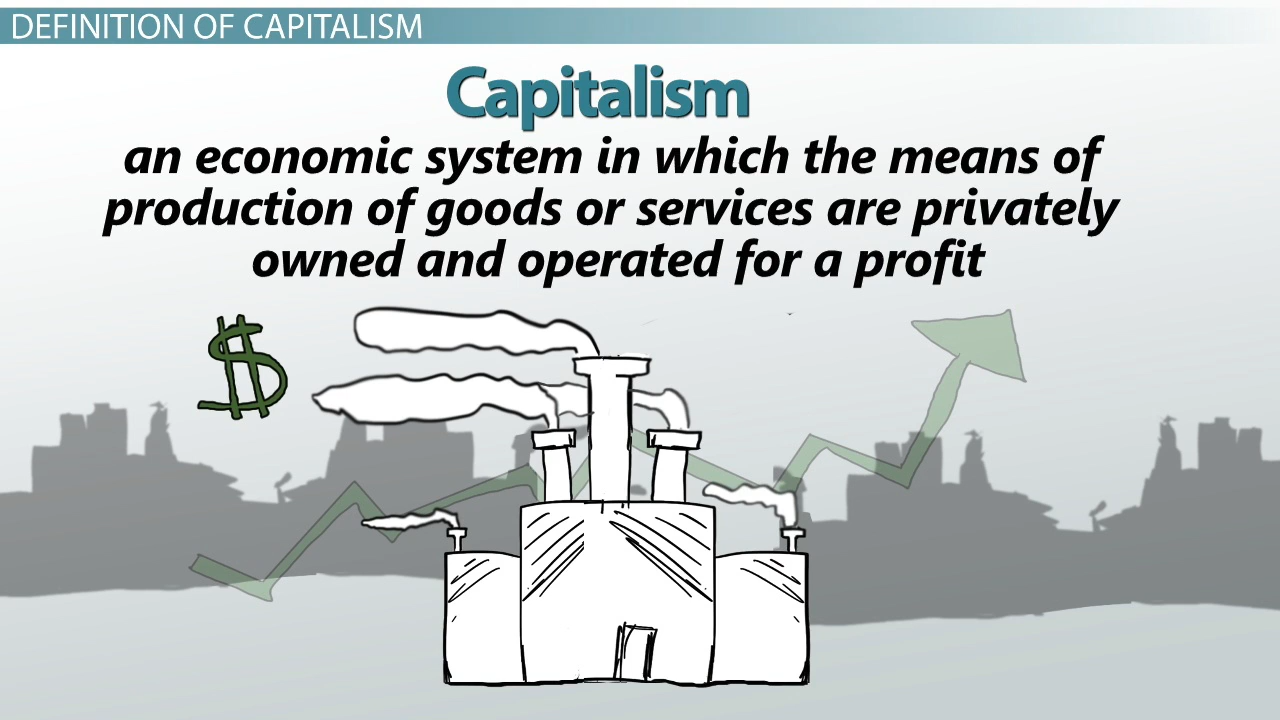 DEFINITION OF CAPITALISM
Capitalism
an economic system in which the means of
production of goods or services are privately
owned and operated for a profit
$